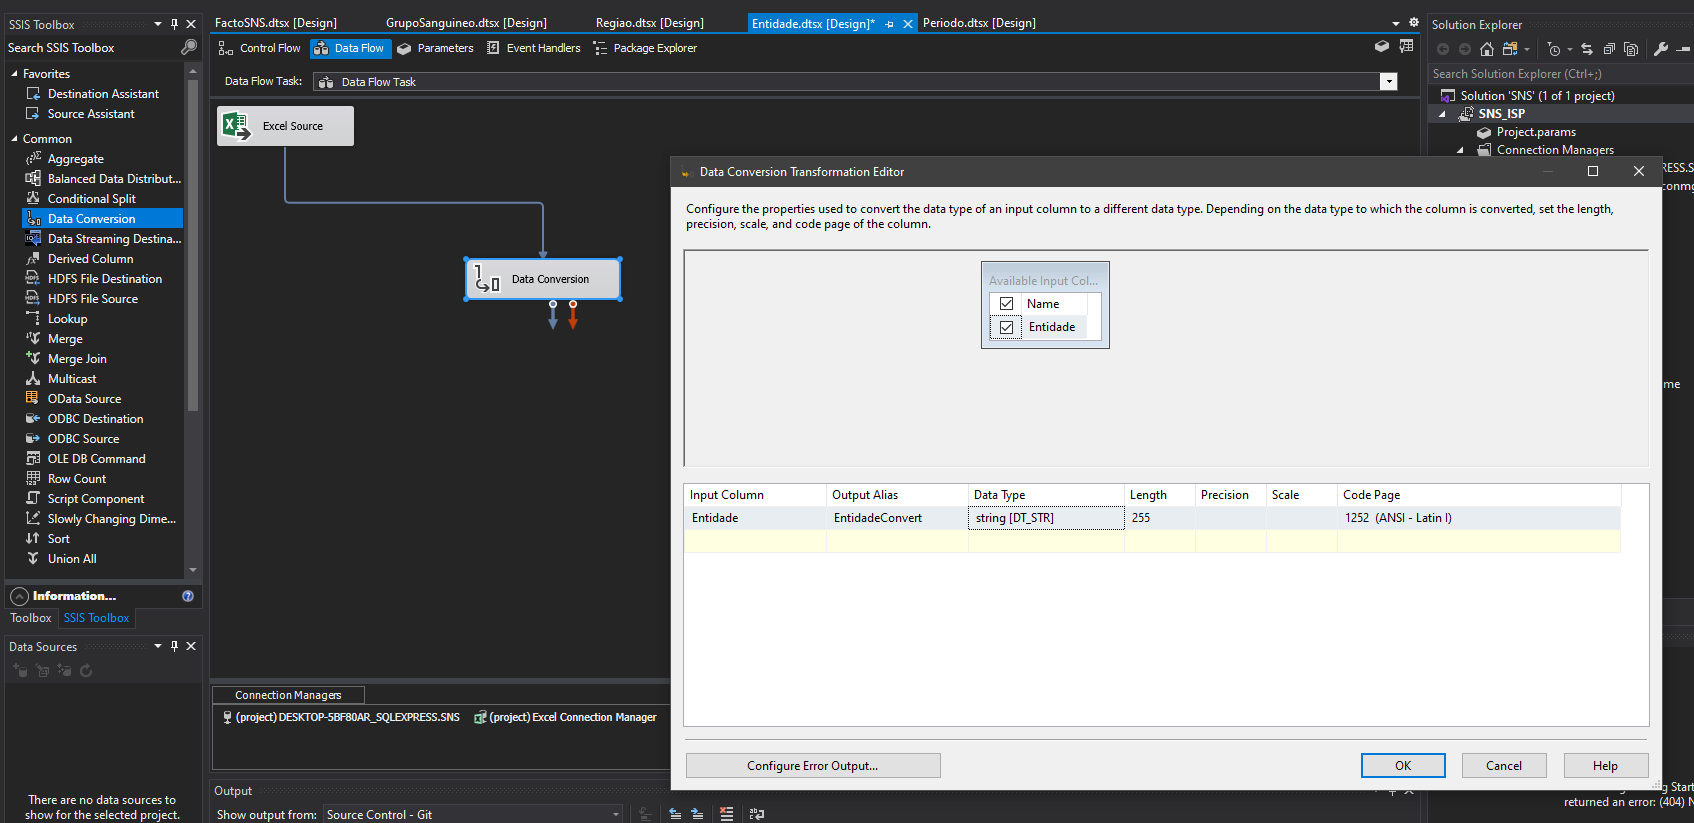 SSIS Toolbox
Search SSIS Toolbox
Favorites
Destination Assistant
Source Assistant
Common
Aggregate
Balanced Data Distribut...
Conditional Split
Data Conversion
Data Streaming Destina...
Derived Column
HDFS File Destination
HDFS File Source
Lookup
Merge
Merge Join
Multicast
OData Source
ODBC Destination
ODBC Source
OLE DB Command
Row Count
Script Component
Slowly Changing Dime...
Sort
Union All
Information...
Toolbox SSIS Toolbox
Data Sources
There are no data sources to
show for the selected project.
FactoSNS.dtsx [Design] GrupoSanguineo.dtsx [Design] Regiao.dtsx [Design] Entidade.dtsx [Design]* Periodo.dtsx [Design]
Control Flow Data Flow Parameters Event Handlers Package Explorer
Data Flow Task: Data Flow Task
Excel Source
Data Conversion
Connection Managers
(project) DESKTOP-5BF80AR_SQLEXPRESS.SNS (project) Excel Connection Manager
Output
Show output from: Source Control - Git
Solution Explorer
Search Solution Explorer (Ctrl+;)
Solution 'SNS' (1 of 1 project)
SNS_ISP
Project.params
Connection Managers
RESS.S
conmg
me
Data Conversion Transformation Editor
Configure the properties used to convert the data type of an input column to a different data type. Depending on the data type to which the column is converted, set the length,
precision, scale, and code page of the column.
Available Input Col...
Name
Entidade
Input Column Output Alias Data Type Length Precision Scale Code Page
Entidade EntidadeConvert string [DT_STR] 255 1252 (ANSI - Latin I)
Configure Error Output...
OK Cancel Help
g Start
returned an error: (404) N